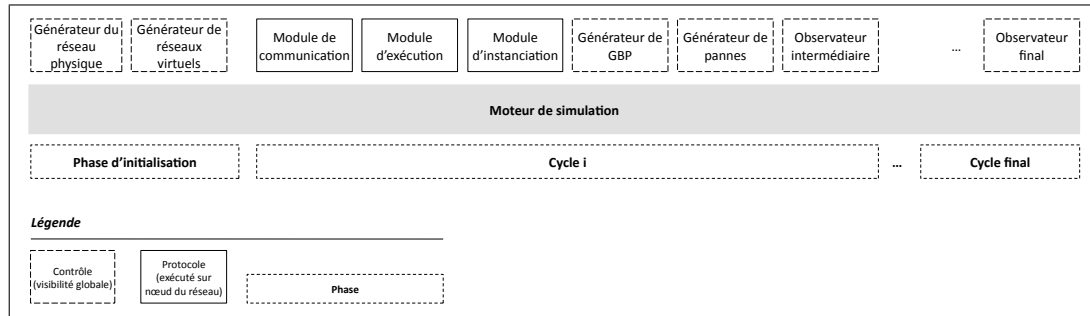 Générateur du
réseau
physique
Générateur de
réseaux
virtuels
Module de
communication
Module
d'exécution
Module
d'instanciation
Générateur de
GBP
Générateur de
pannes
Observateur
intermédiaire
...
Observateur
final
Moteur de simulation
Phase d'initialisation
Cycle i
...
Cycle final
Légende
Contrôle
(visibilité globale)
Protocole
(exécuté sur
nœud du réseau)
Phase